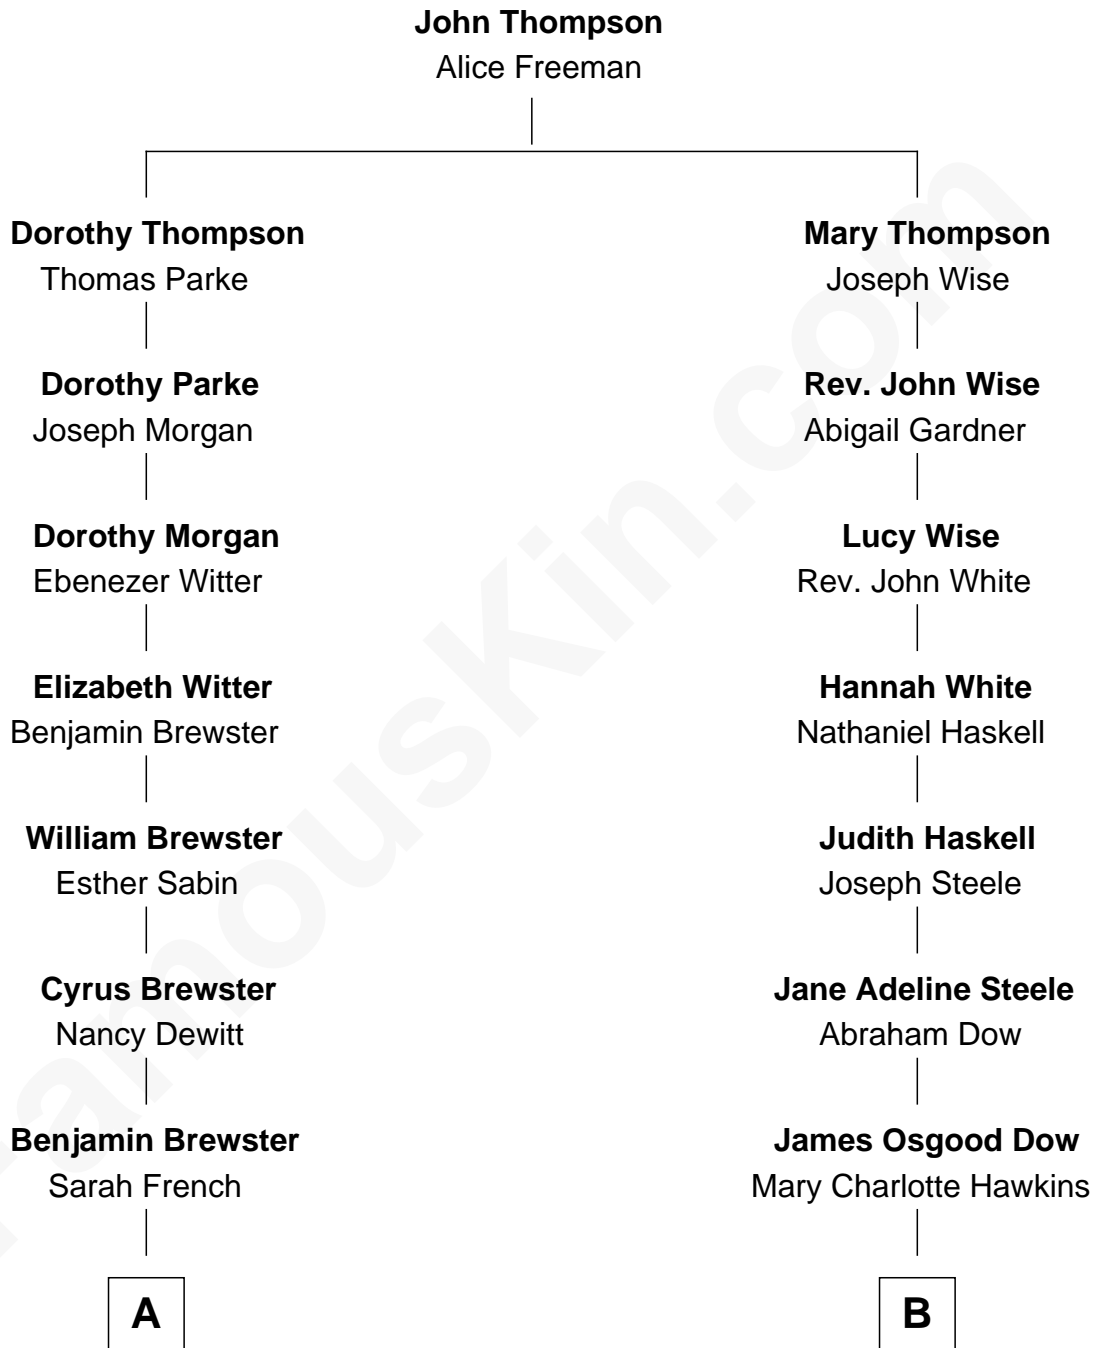 John Thompson
Alice Freeman
Dorothy Thompson
Thomas Parke
Mary Thompson
Joseph Wise
Dorothy Parke
Joseph Morgan
Rev. John Wise
Abigail Gardner
Dorothy Morgan
Ebenezer Witter
Lucy Wise
Rev. John White
Elizabeth Witter
Benjamin Brewster
Hannah White
Nathaniel Haskell
William Brewster
Esther Sabin
Judith Haskell
Joseph Steele
Cyrus Brewster
Nancy Dewitt
Jane Adeline Steele
Abraham Dow
Benjamin Brewster
Sarah French
James Osgood Dow
Mary Charlotte Hawkins
A
B
FamousKin.com